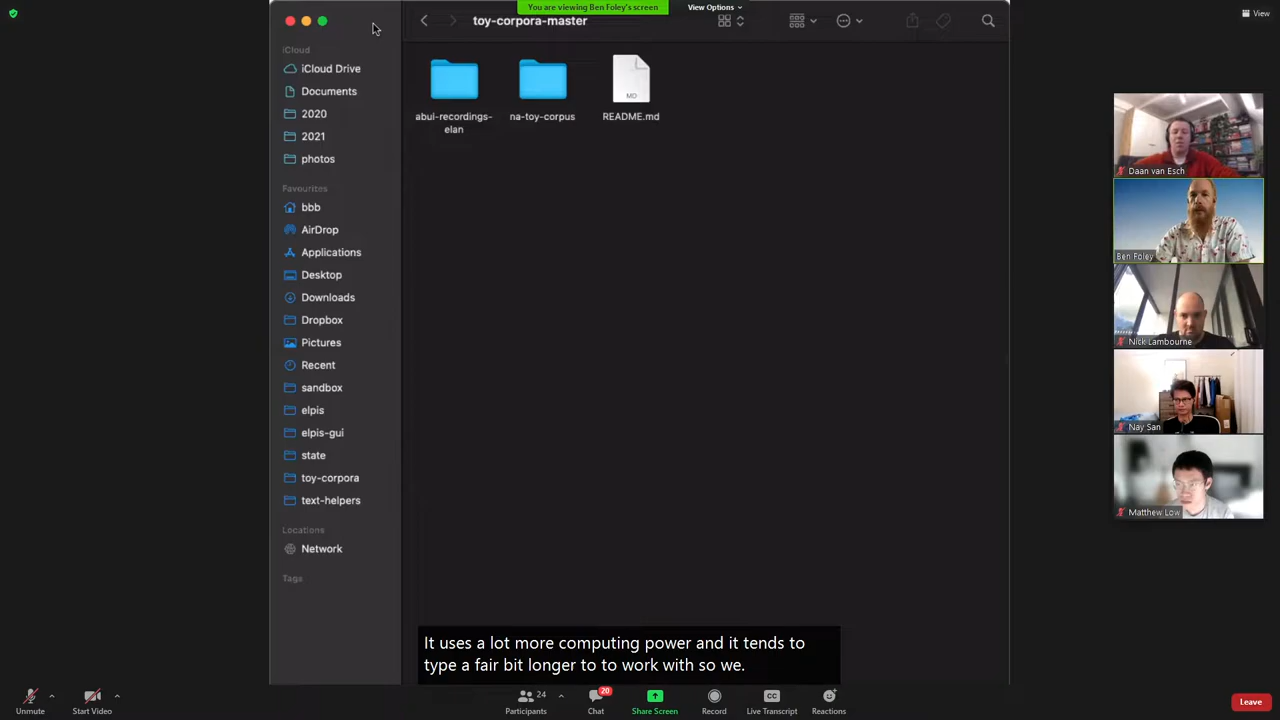 You are viewing Ben Foley's screen
View Options
View
toy-corpora-master
iCloud
iCloud Drive
Documents
2020
2021
photos
Favourites
bbb
AirDrop
Applications
Desktop
Downloads
Dropbox
Pictures
Recent
sandbox
elpis
elpis-gui
state
toy-corpora
text-helpers
Locations
Network
Tags
abui-recordings-
elan
na-toy-corpus
MD
README.md
Daan van Esch
Ben Foley
Nick Lambourne
Nay San
Matthew Low
It uses a lot more computing power and it tends to
type a fair bit longer to to work with so we.
Unmute
Start Video
24
Participants
20
Chat
Share Screen
Record
CC
Live Transcript
Reactions
Leave